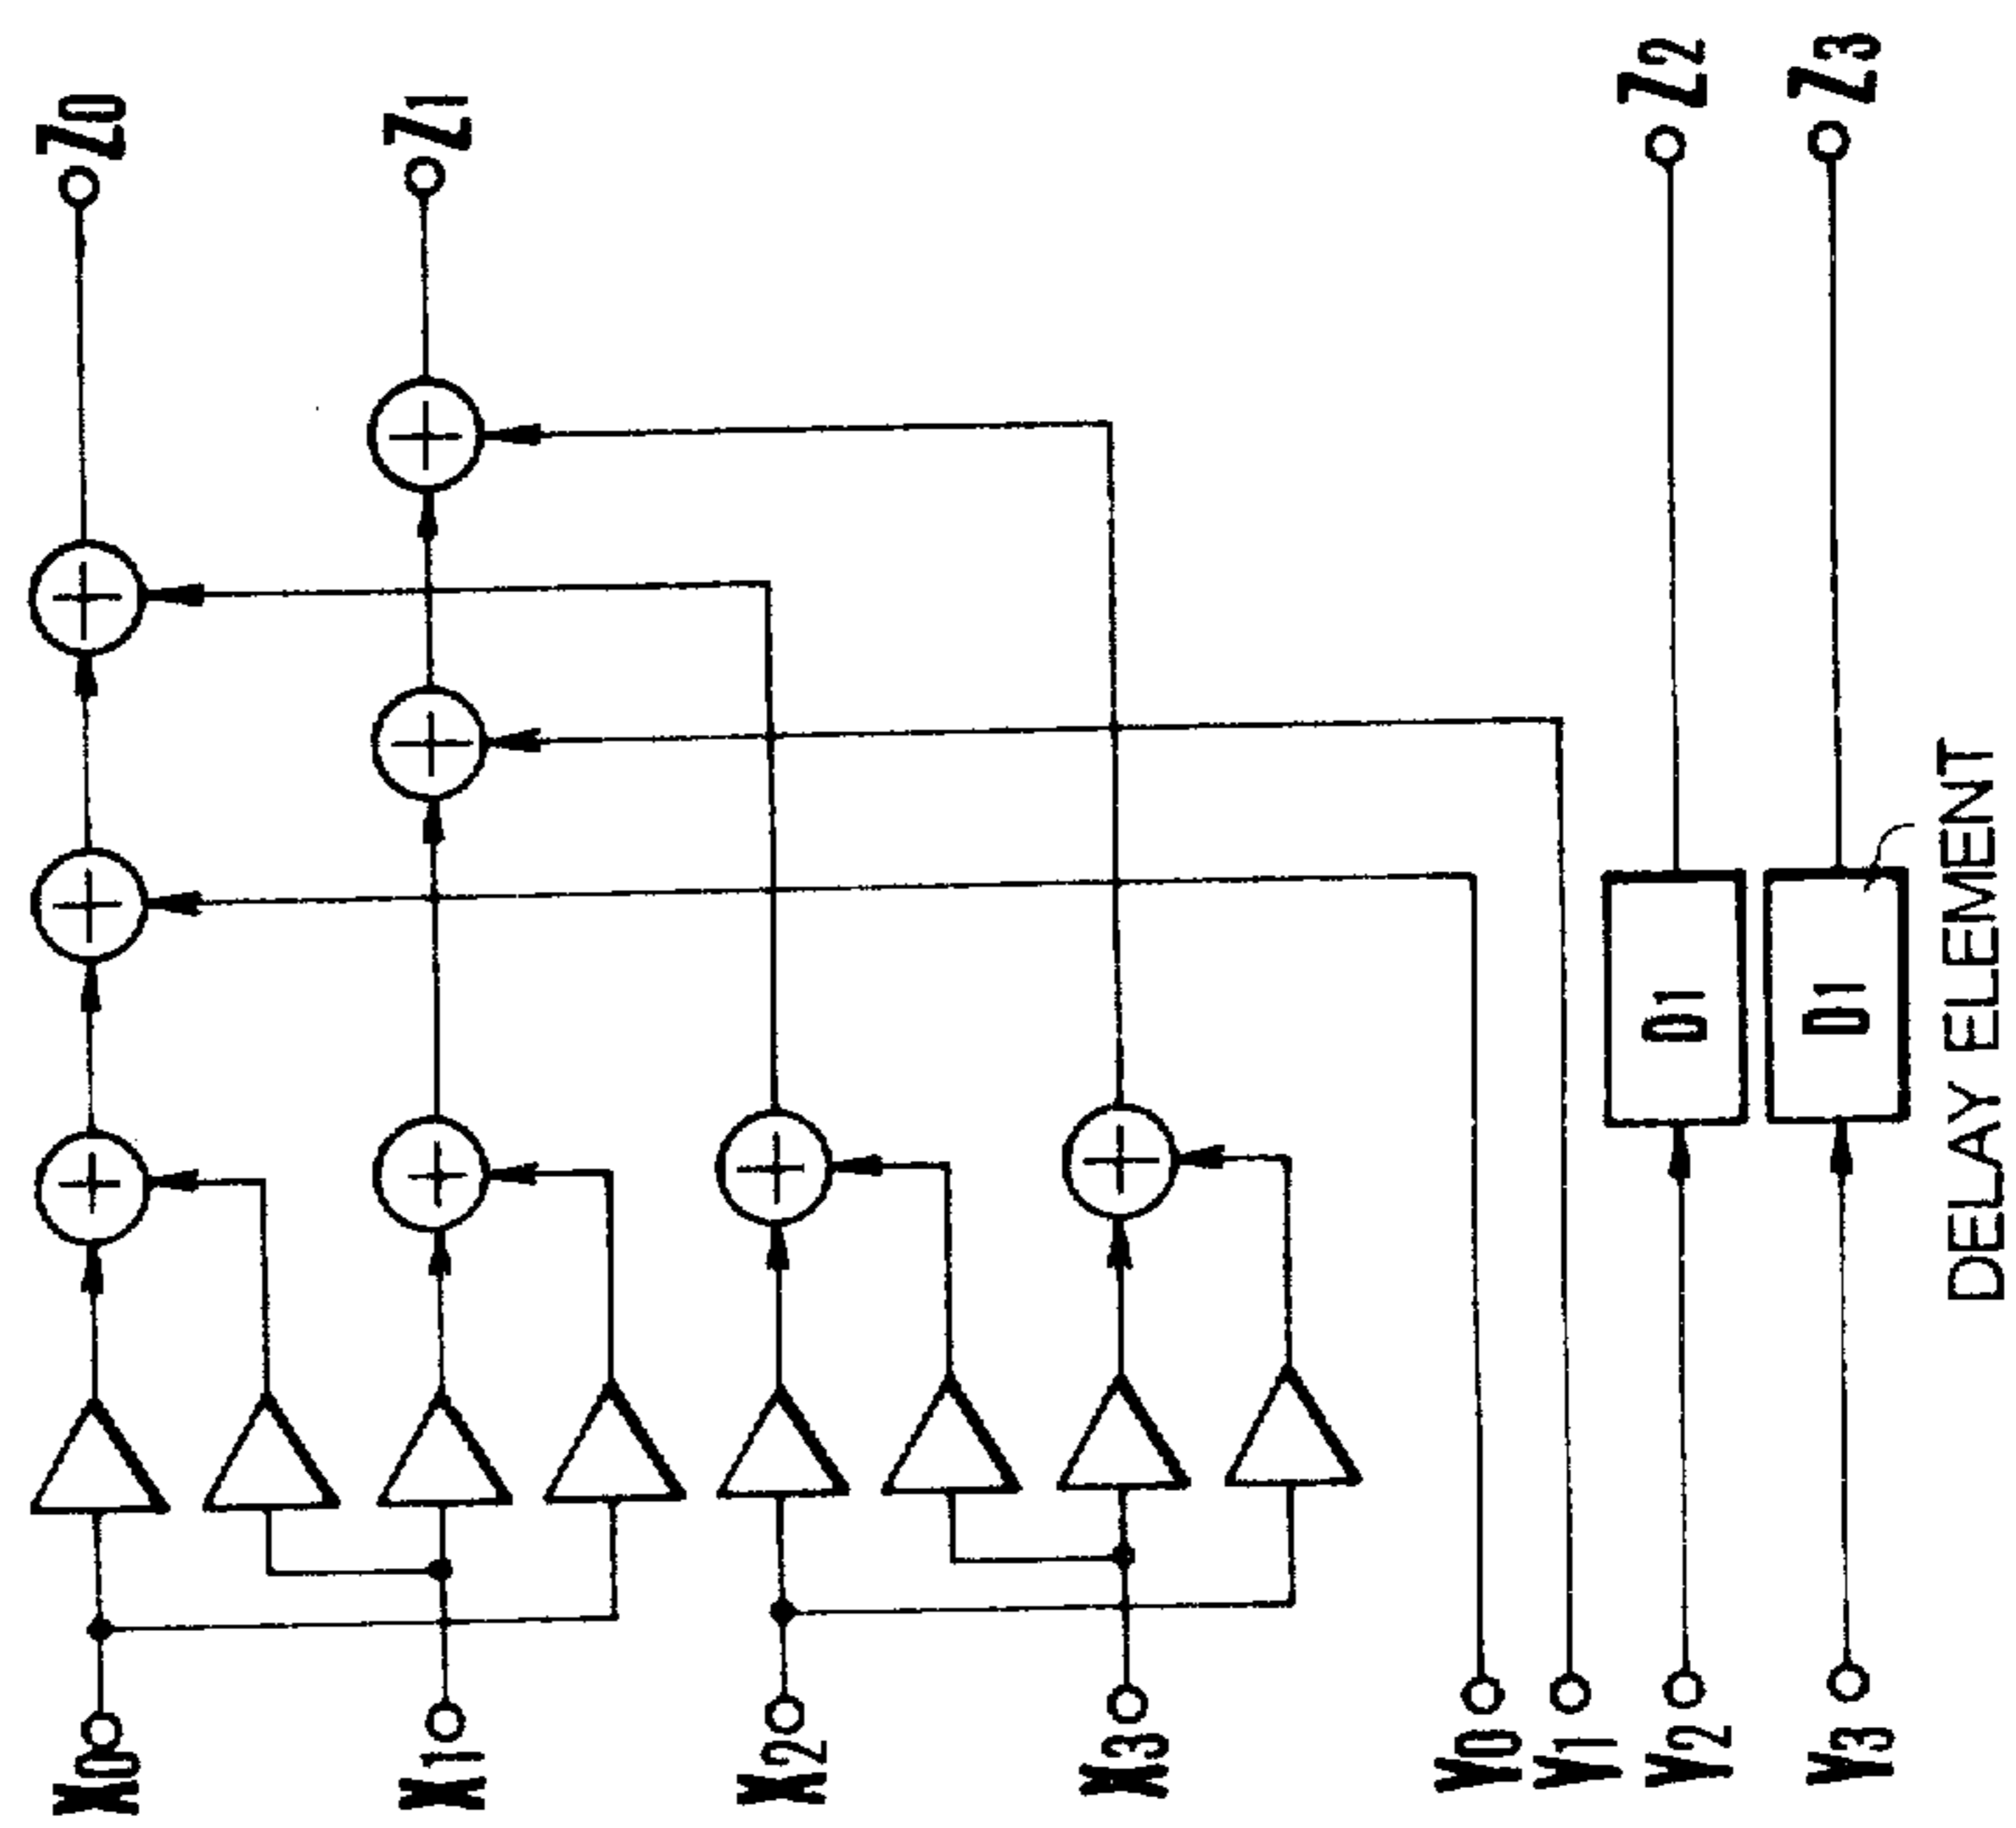 X0
X1
X2
X3
Y0
Y1
Y2
Y3
D1
D1
DELAY ELEMENT
Z0
Z1
Z2
Z3